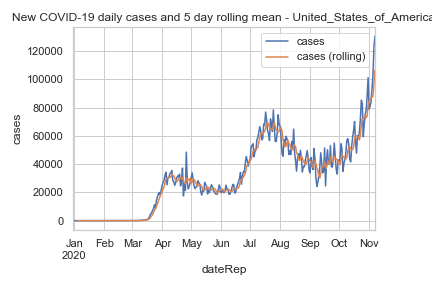 New COVID-19 daily cases and 5 day rolling mean - United_States_of_America
cases
cases (rolling)
120000
100000
80000
60000
40000
20000
0
cases
Jan Feb Mar Apr May Jun Jul Aug Sep Oct Nov
2020
dateRep